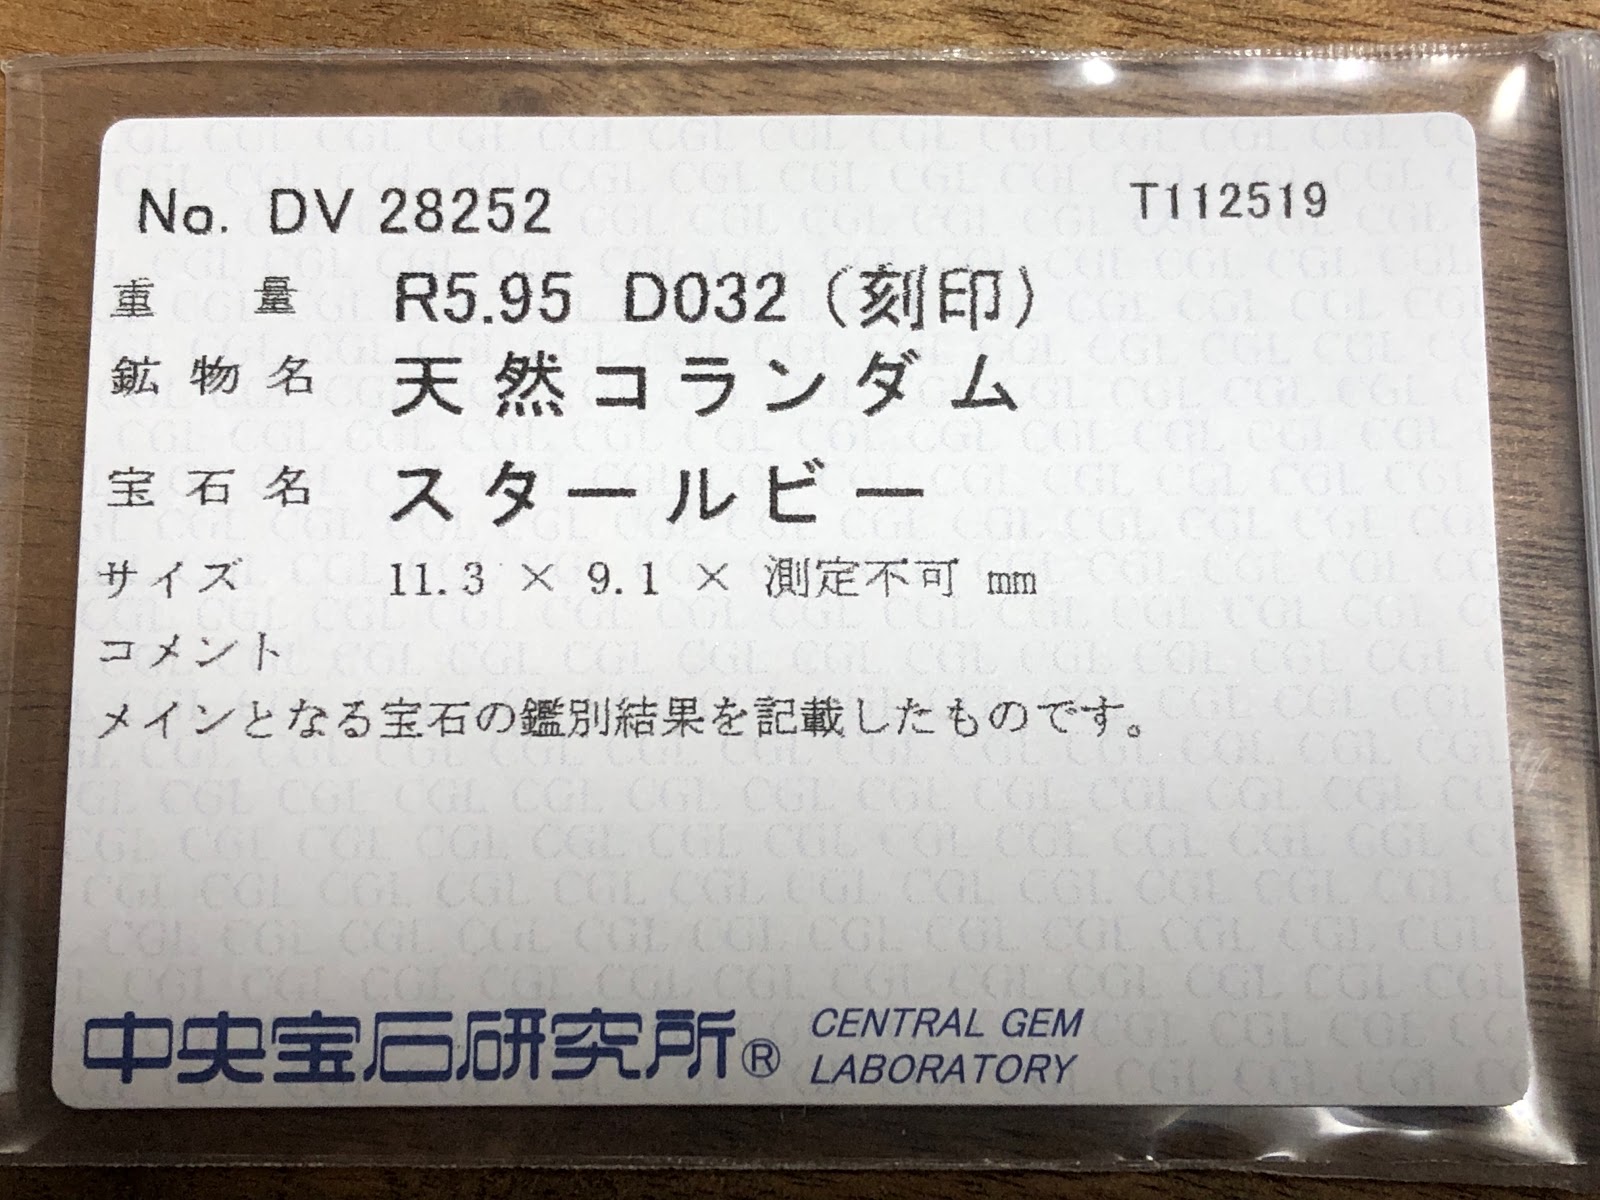 No. DV 28252 T112519
重量 R5.95 D032（刻印）
鉱物名 天然コランダム
宝石名 スタールビー
サイズ 11.3 × 9.1 × 測定不可 mm
コメント
メインとなる宝石の鑑別結果を記載したものです。
中央宝石研究所® CENTRAL GEM
LABORATORY